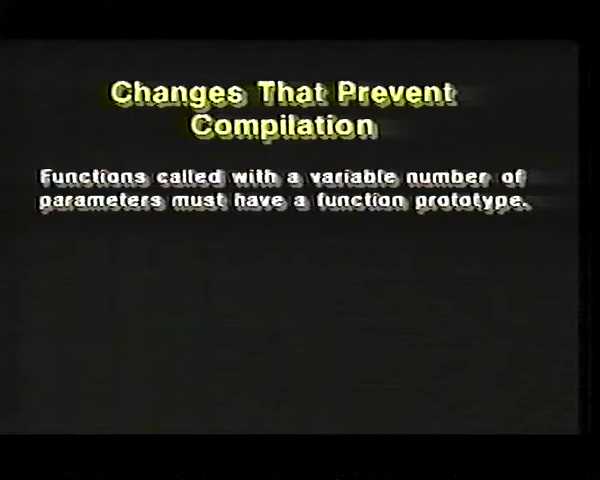 Changes That Prevent
Compilation
Functions called with a variable number of
parameters must have a function prototype.